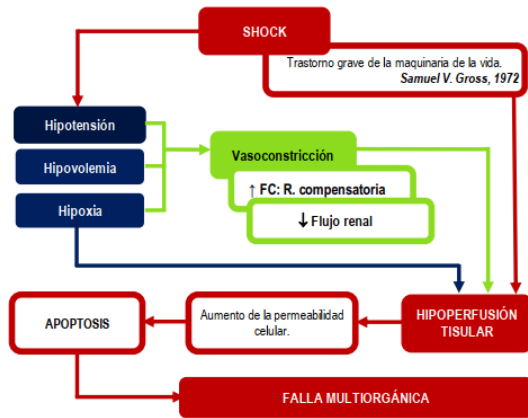 SHOCK
Trastorno grave de la maquinaria de la vida.
Samuel V. Gross, 1972
Hipotensión
Hipovolemia
Hipoxia
Vasoconstricción
↑ FC: R. compensatoria
↓ Flujo renal
HIPOPERFUSIÓN
TISULAR
Aumento de la permeabilidad
celular.
APOPTOSIS
FALLA MULTIORGÁNICA